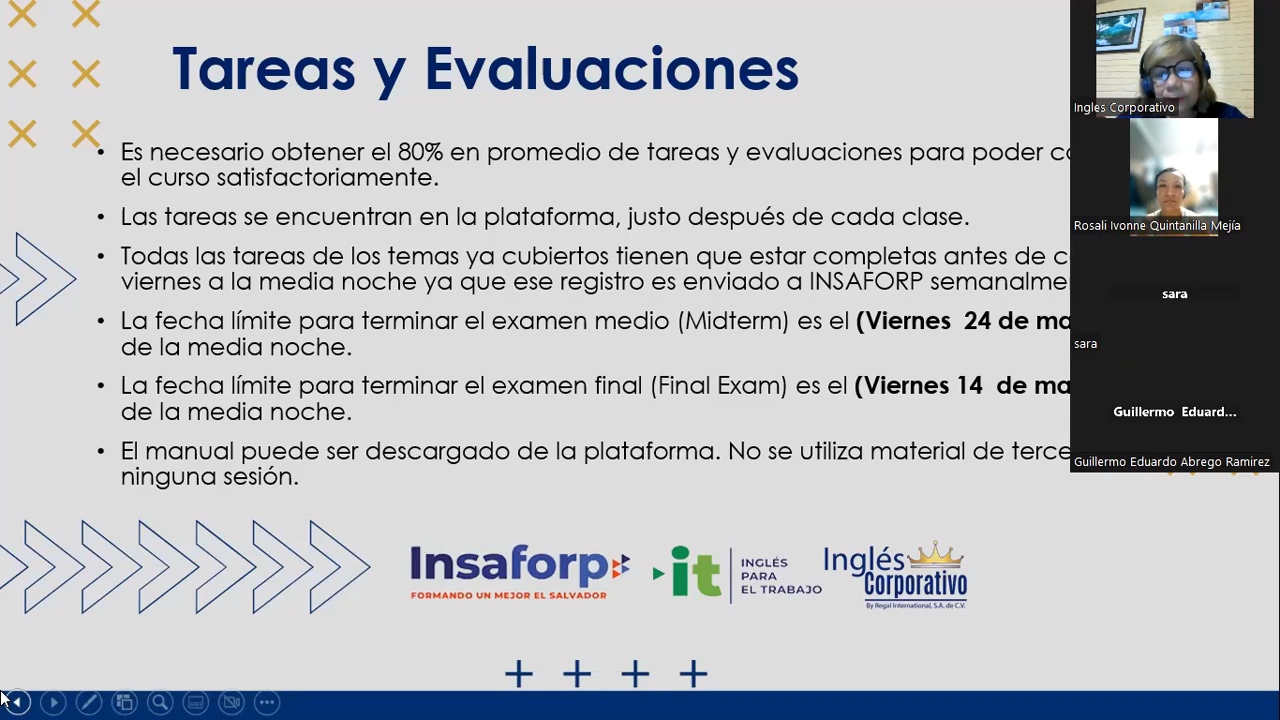 Tareas y Evaluaciones
• Es necesario obtener el 80% en promedio de tareas y evaluaciones para poder
el curso satisfactoriamente.
• Las tareas se encuentran en la plataforma, justo después de cada clase.
• Todas las tareas de los temas ya cubiertos tienen que estar completas antes de
viernes a la media noche ya que ese registro es enviado a INSAFORP
• La fecha límite para terminar el examen medio (Midterm) es el (Viernes 24 de
de la media noche.
• La fecha límite para terminar el examen final (Final Exam) es el (Viernes 14 de
de la media noche.
• El manual puede ser descargado de la plataforma. No se utiliza material de
ninguna sesión.
Insaforp
FORMANDO UN MEJOR EL SALVADOR
it
INGLÉS
PARA
EL TRABAJO
Inglés
Corporativo
By Regal International, S.A. de C.V.
Ingles Corporativo
Rosali Ivonne Quintanilla Mejía
sara
sara
Guillermo Eduard...
Guillermo Eduardo Abrego Ramirez